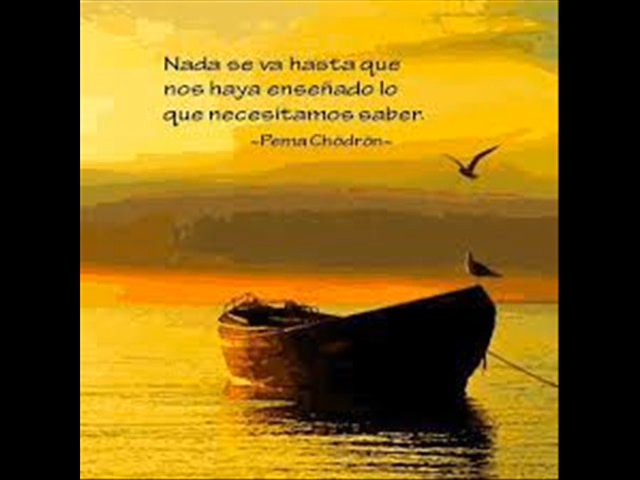 Nada se va hasta que
nos haya enseñado lo
que necesitamos saber.
~Pema Chödrön~